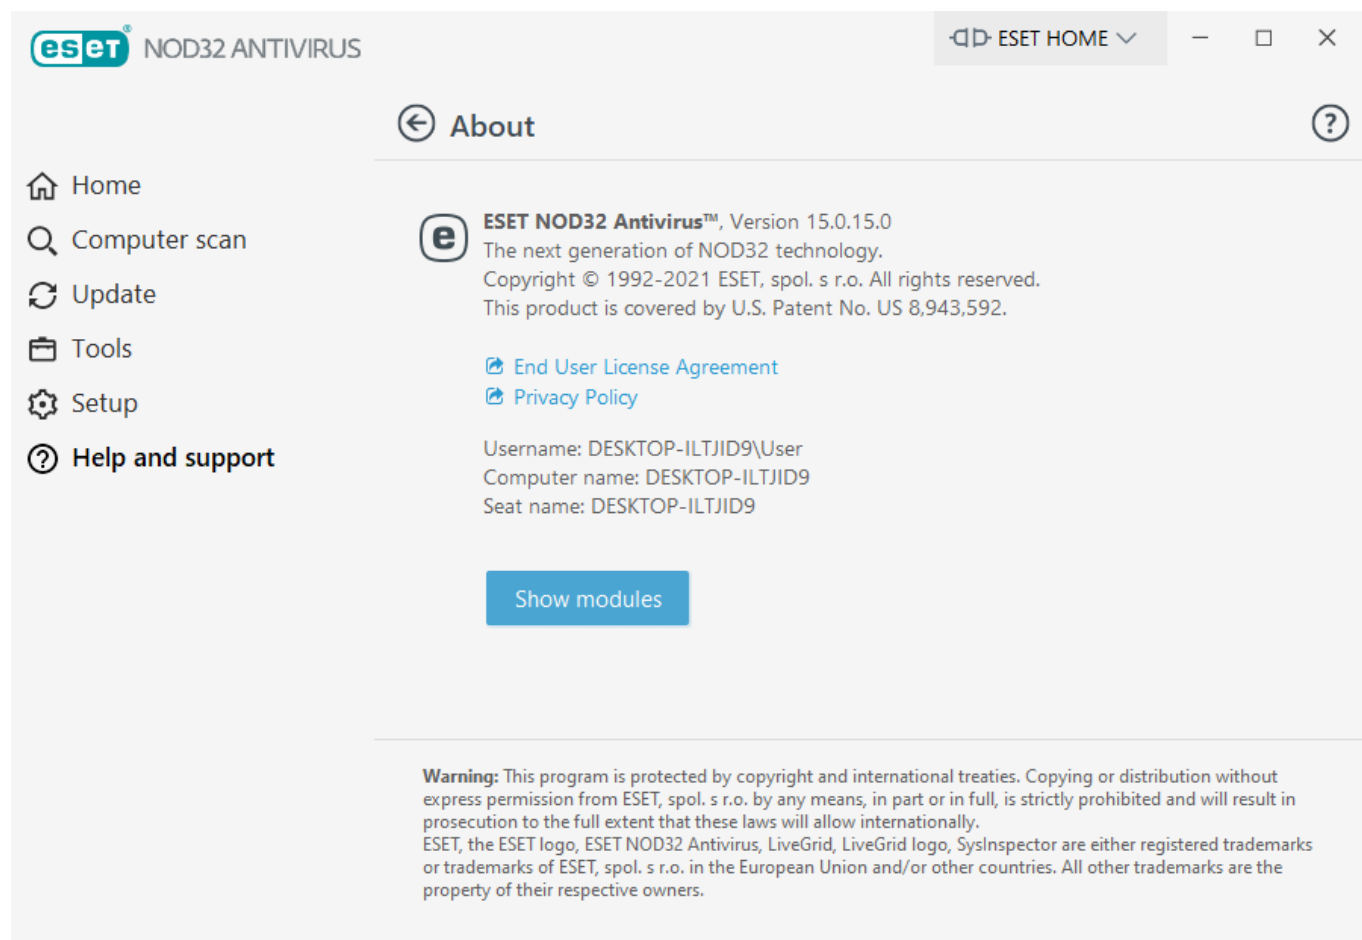 eset® NOD32 ANTIVIRUS
ESET HOME
About
?
Home
Computer scan
Update
Tools
Setup
Help and support
e
ESET NOD32 Antivirus™, Version 15.0.15.0
The next generation of NOD32 technology.
Copyright © 1992-2021 ESET, spol. s r.o. All rights reserved.
This product is covered by U.S. Patent No. US 8,943,592.
End User License Agreement
Privacy Policy
Username: DESKTOP-ILTJID9\User
Computer name: DESKTOP-ILTJID9
Seat name: DESKTOP-ILTJID9
Show modules
Warning: This program is protected by copyright and international treaties. Copying or distribution without
express permission from ESET, spol. s r.o. by any means, in part or in full, is strictly prohibited and will result in
prosecution to the full extent that these laws will allow internationally.
ESET, the ESET logo, ESET NOD32 Antivirus, LiveGrid, LiveGrid logo, SysInspector are either registered trademarks
or trademarks of ESET, spol. s r.o. in the European Union and/or other countries. All other trademarks are the
property of their respective owners.